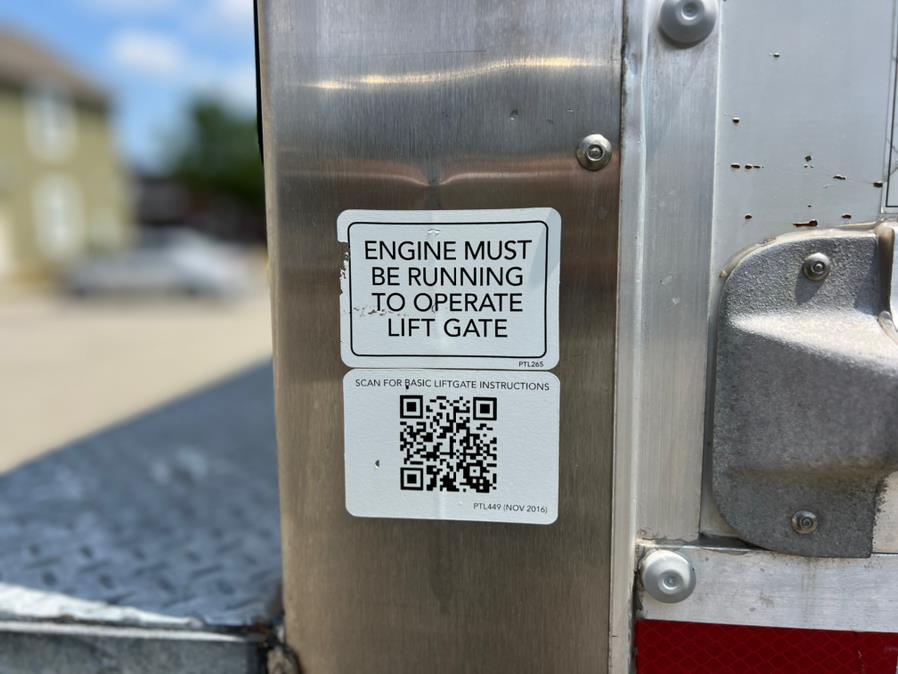 ENGINE MUST
BE RUNNING
TO OPERATE
LIFT GATE
PTL265
SCAN FOR BASIC LIFTGATE INSTRUCTIONS
PTL449 (NOV 2016)